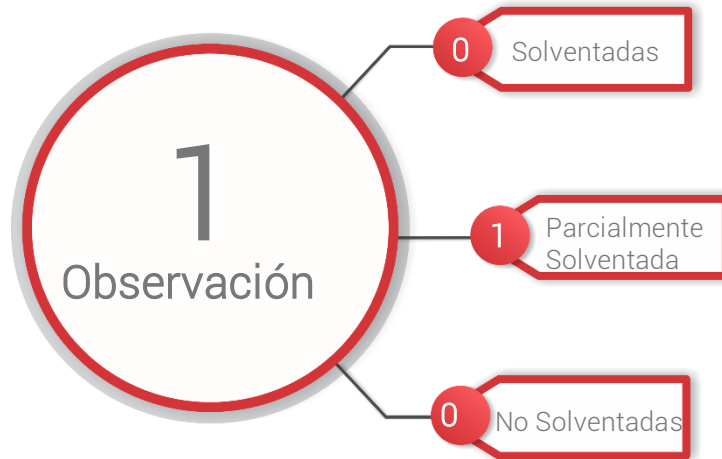 1
Observación
0
Solventadas
1
Parcialmente
Solventada
0
No Solventadas